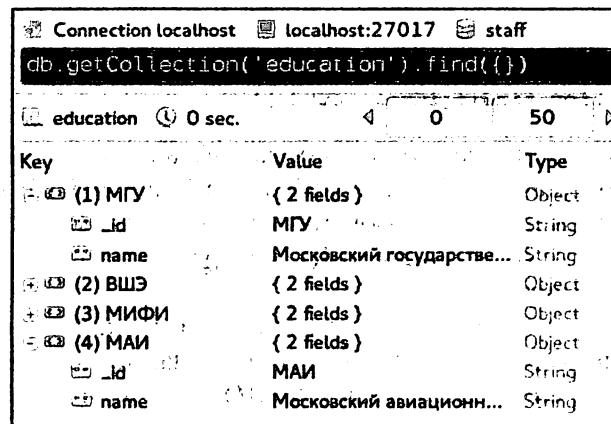 Connection localhost localhost:27017 staff
db.getCollection('education').find({})
education 0 sec. 0 50
Key Value Type
(1) МГУ { 2 fields } Object
_id МГУ String
name Московский государстве... String
(2) ВШЭ { 2 fields } Object
(3) МИФИ { 2 fields } Object
(4) МАИ { 2 fields } Object
_id МАИ String
name Московский авиационн... String